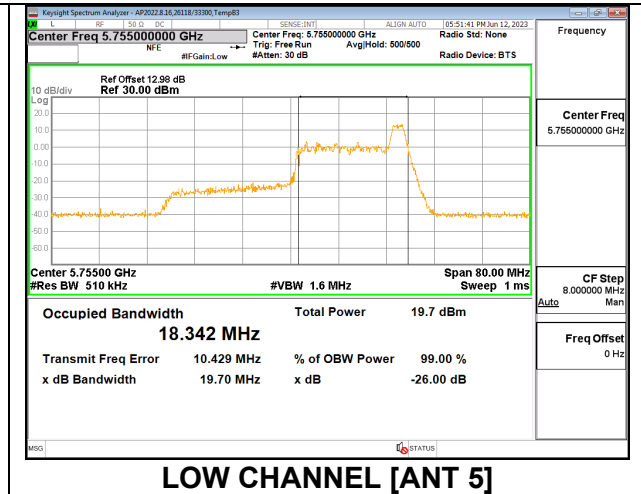 Keysight Spectrum Analyzer - AP2022.8.16,26118/33300,TempB3
L RF 50 Ω DC SENSE:INT ALIGN AUTO 05:51:41 PM Jun 12, 2023
Center Freq 5.755000000 GHz Center Freq: 5.755000000 GHz Radio Std: None Frequency
NFE Trig: Free Run Avg|Hold: 500/500
#IFGain:Low #Atten: 30 dB Radio Device: BTS
Ref Offset 12.98 dB
10 dB/div Ref 30.00 dBm
Log
20.0
10.0
0.00
-10.0
-20.0
-30.0
-40.0
-50.0
-60.0
Center Freq
5.755000000 GHz
Center 5.75500 GHz Span 80.00 MHz
#Res BW 510 kHz #VBW 1.6 MHz Sweep 1 ms
CF Step
8.000000 MHz
Auto Man
Occupied Bandwidth Total Power 19.7 dBm
18.342 MHz
Freq Offset
0 Hz
Transmit Freq Error 10.429 MHz % of OBW Power 99.00 %
x dB Bandwidth 19.70 MHz x dB -26.00 dB
MSG STATUS
LOW CHANNEL [ANT 5]